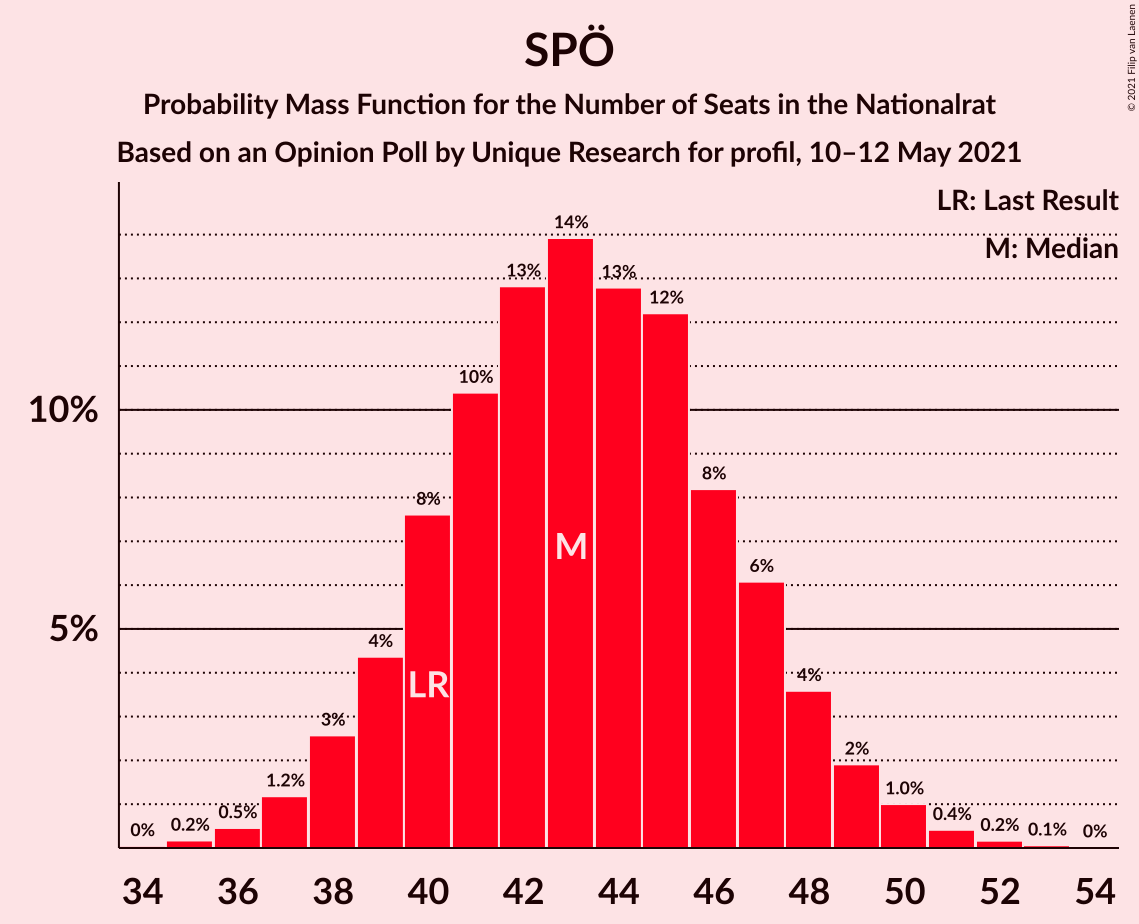 SPÖ
Probability Mass Function for the Number of Seats in the Nationalrat
Based on an Opinion Poll by Unique Research for profil, 10–12 May 2021
© 2021 Filip van Laenen
LR: Last Result
M: Median
10%
5%
0%
0.2%
0.5%
1.2%
3%
4%
8%
10%
13%
14%
13%
12%
8%
6%
4%
2%
1.0%
0.4%
0.2%
0.1%
0%
LR
M
34 36 38 40 42 44 46 48 50 52 54